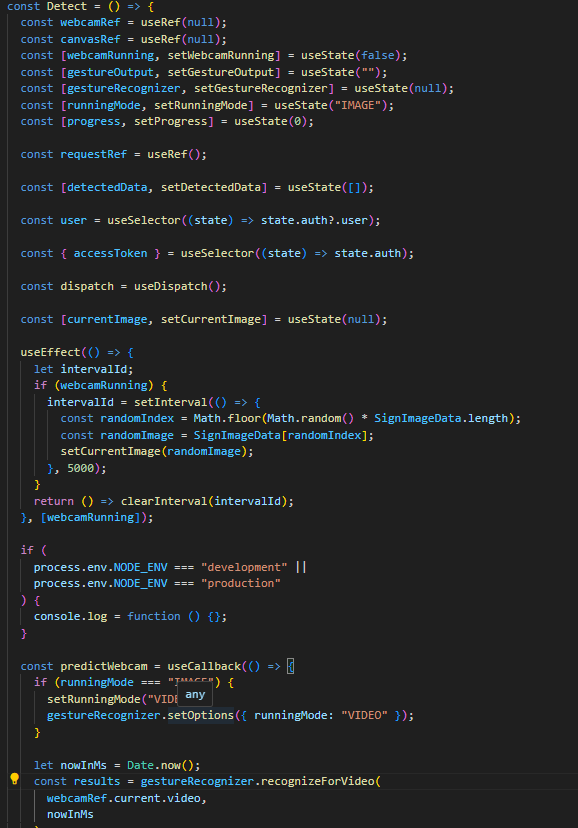 const Detect = () => {
  const webcamRef = useRef(null);
  const canvasRef = useRef(null);
  const [webcamRunning, setWebcamRunning] = useState(false);
  const [gestureOutput, setGestureOutput] = useState("");
  const [gestureRecognizer, setGestureRecognizer] = useState(null);
  const [runningMode, setRunningMode] = useState("IMAGE");
  const [progress, setProgress] = useState(0);

  const requestRef = useRef();

  const [detectedData, setDetectedData] = useState([]);

  const user = useSelector((state) => state.auth?.user);

  const { accessToken } = useSelector((state) => state.auth);

  const dispatch = useDispatch();

  const [currentImage, setCurrentImage] = useState(null);

  useEffect(() => {
    let intervalId;
    if (webcamRunning) {
      intervalId = setInterval(() => {
        const randomIndex = Math.floor(Math.random() * SignImageData.length);
        const randomImage = SignImageData[randomIndex];
        setCurrentImage(randomImage);
      }, 5000);
    }
    return () => clearInterval(intervalId);
  }, [webcamRunning]);

  if (
    process.env.NODE_ENV === "development" ||
    process.env.NODE_ENV === "production"
  ) {
    console.log = function () {};
  }

  const predictWebcam = useCallback(() => {
    if (runningMode === "IMAGE") {
      setRunningMode("VIDE
any
      gestureRecognizer.setOptions({ runningMode: "VIDEO" });
    }

    let nowInMs = Date.now();
    const results = gestureRecognizer.recognizeForVideo(
      webcamRef.current.video,
      nowInMs